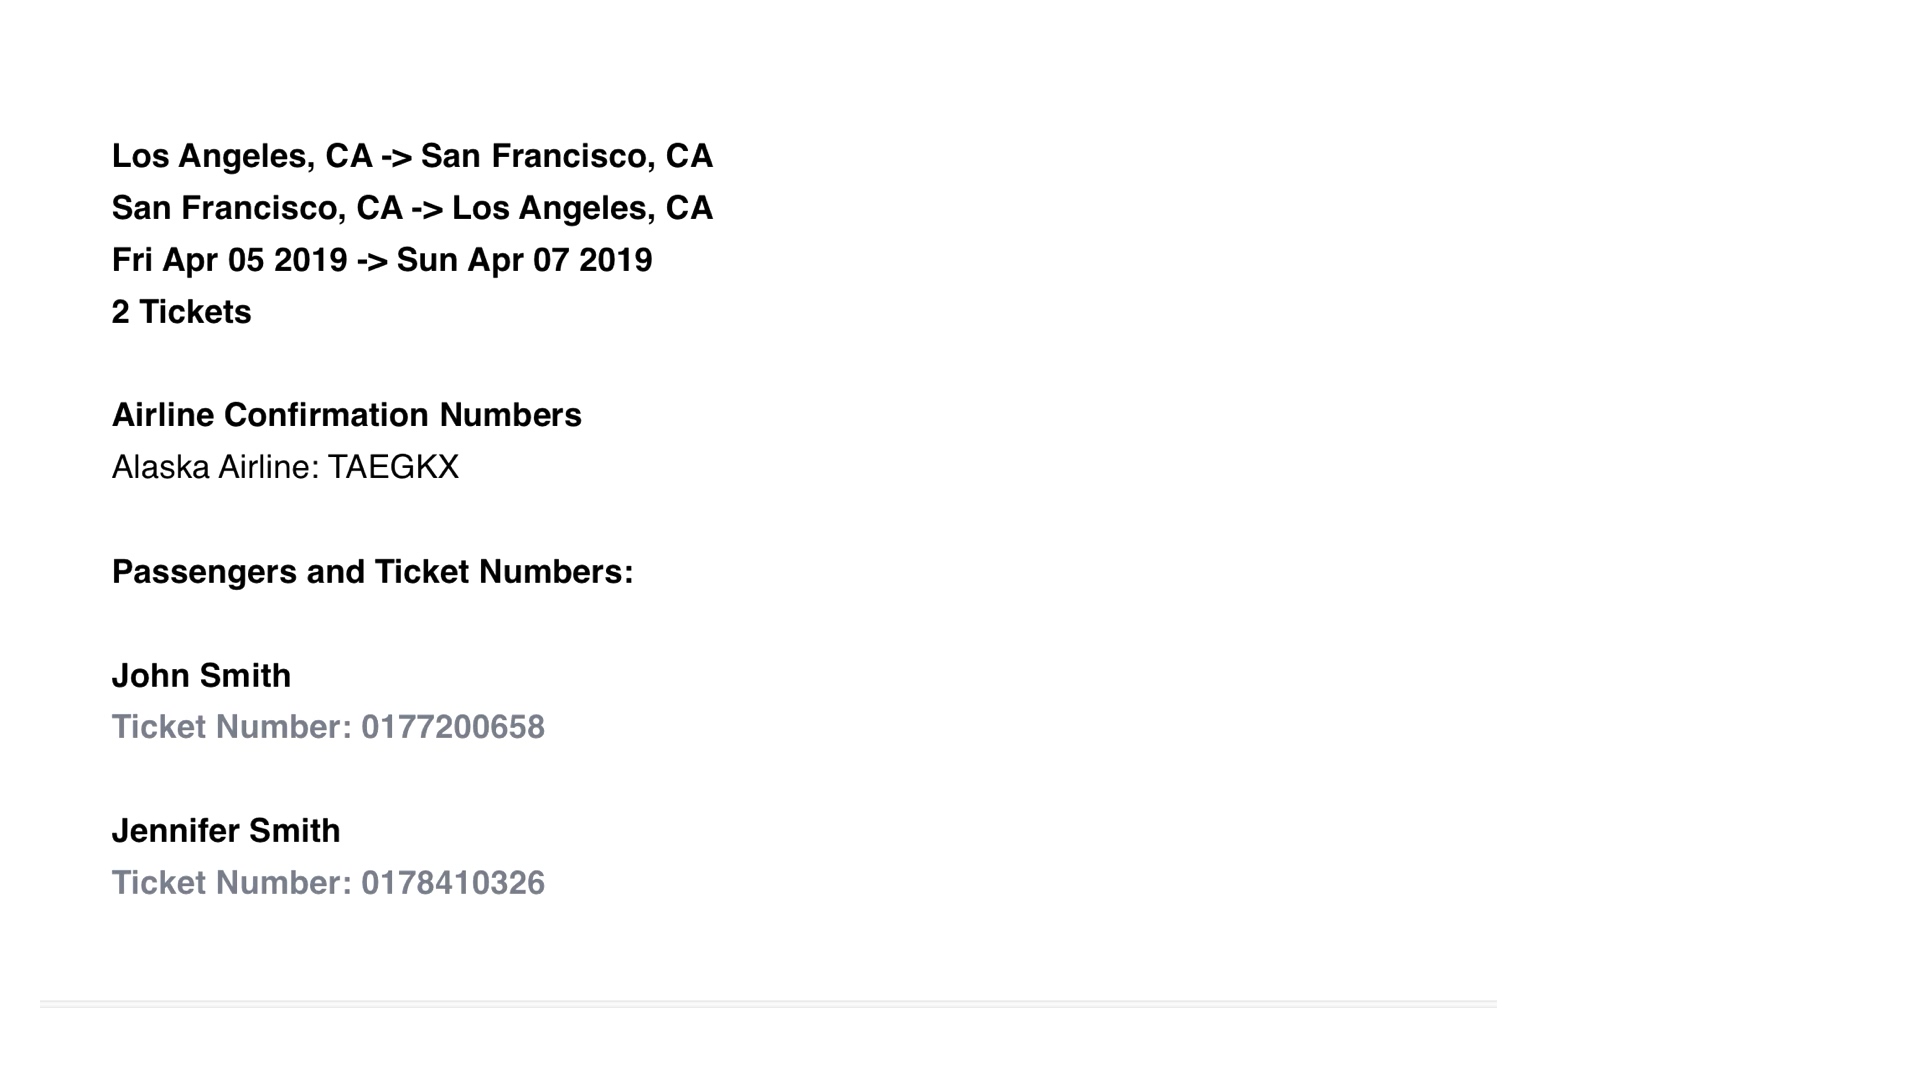 Los Angeles, CA -> San Francisco, CA
San Francisco, CA -> Los Angeles, CA
Fri Apr 05 2019 -> Sun Apr 07 2019
2 Tickets
Airline Confirmation Numbers
Alaska Airline: TAEGKX
Passengers and Ticket Numbers:
John Smith
Ticket Number: 0177200658
Jennifer Smith
Ticket Number: 0178410326